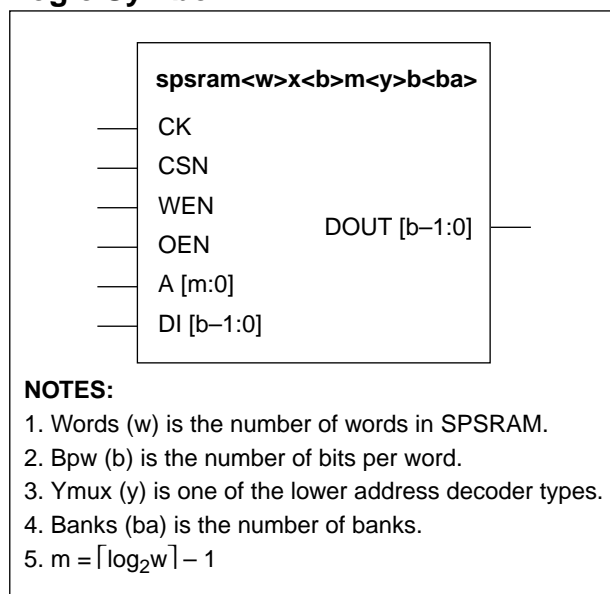 spsram<w>x<b>m<y>b<ba>
CK
CSN
WEN
OEN
A [m:0]
DI [b–1:0]
DOUT [b–1:0]
NOTES:
1. Words (w) is the number of words in SPSRAM.
2. Bpw (b) is the number of bits per word.
3. Ymux (y) is one of the lower address decoder types.
4. Banks (ba) is the number of banks.
5. m = ⌈log₂w⌉ – 1